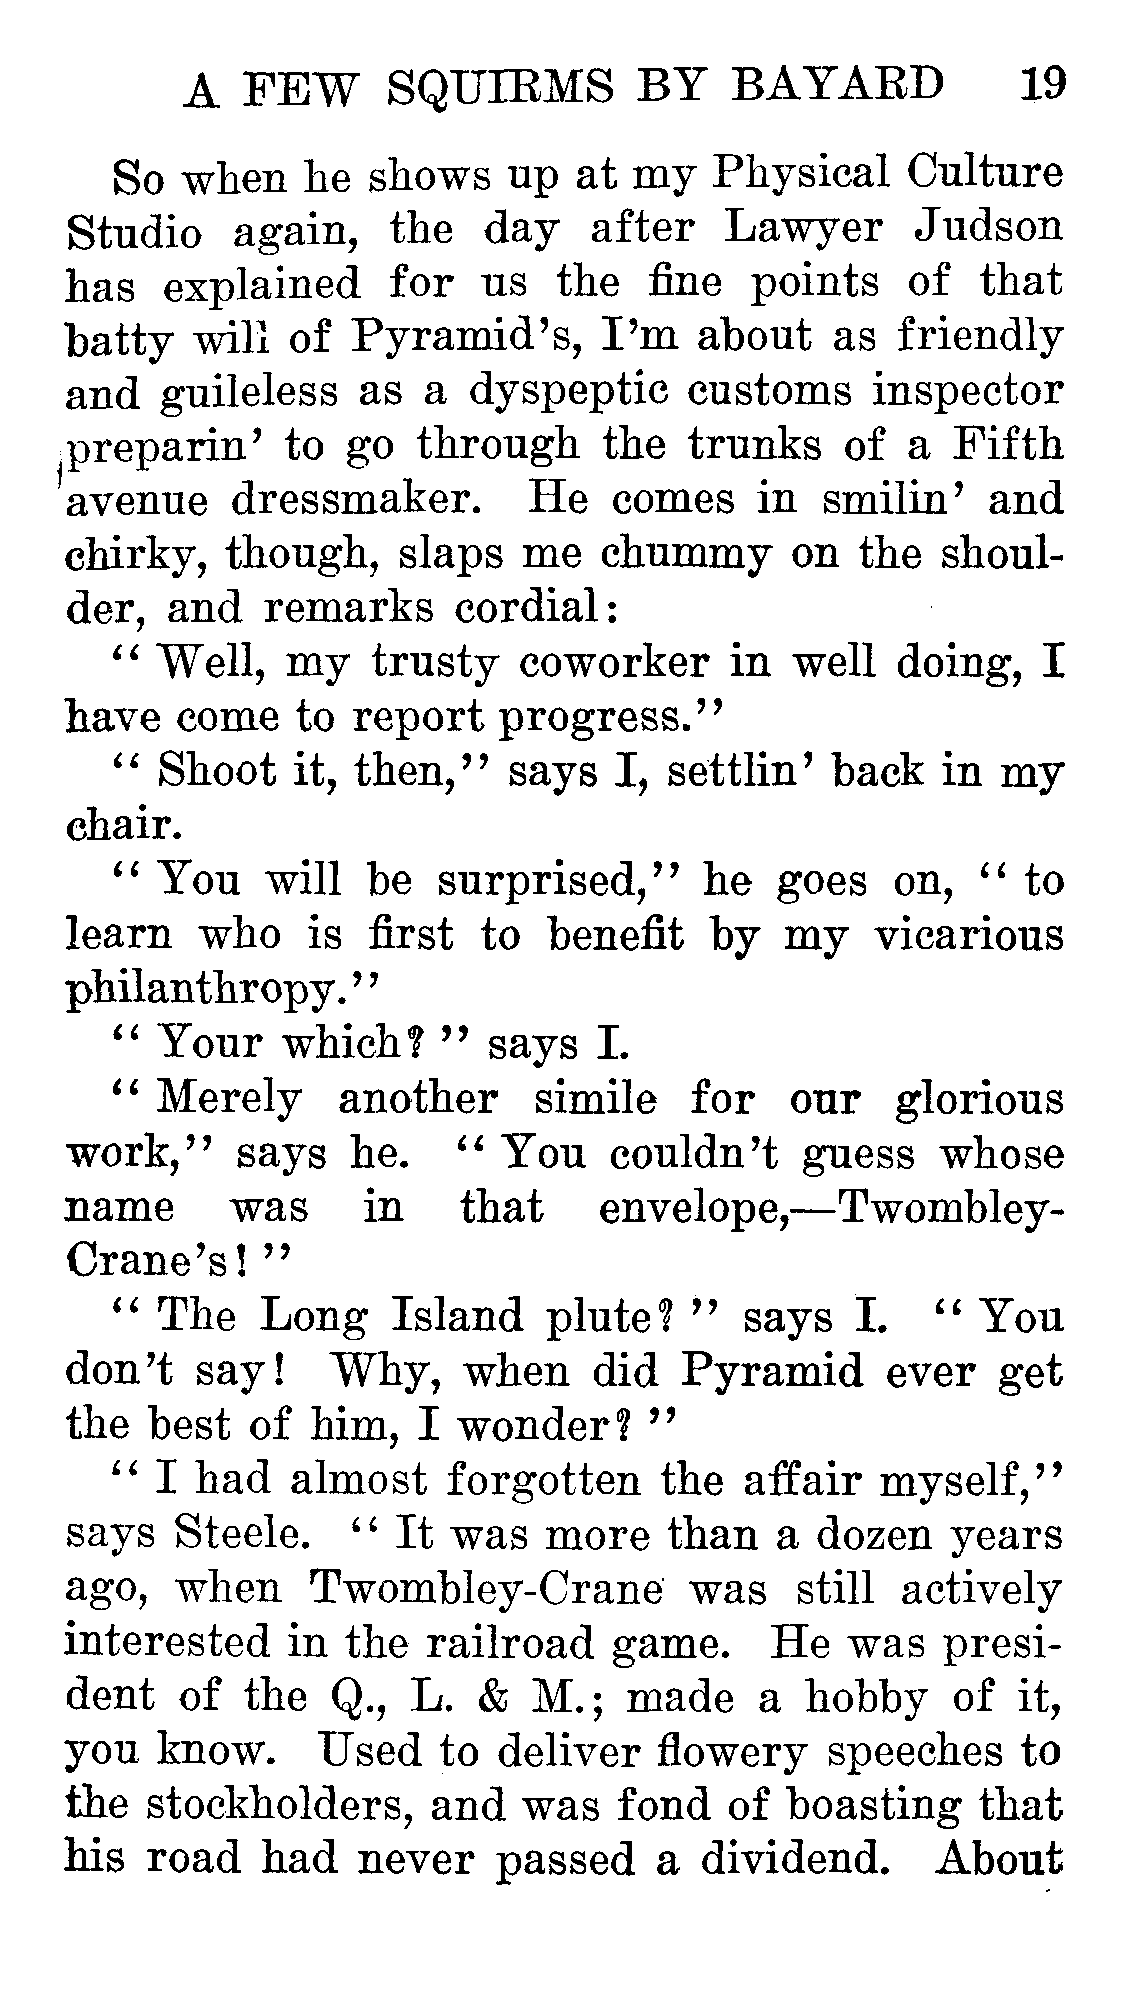 A FEW SQUIRMS BY BAYARD 19
So when he shows up at my Physical Culture
Studio again, the day after Lawyer Judson
has explained for us the fine points of that
batty will of Pyramid's, I'm about as friendly
and guileless as a dyspeptic customs inspector
preparin' to go through the trunks of a Fifth
avenue dressmaker. He comes in smilin' and
chirky, though, slaps me chummy on the shoul-
der, and remarks cordial:
“ Well, my trusty coworker in well doing, I
have come to report progress.”
“ Shoot it, then,” says I, settlin' back in my
chair.
“ You will be surprised,” he goes on, “ to
learn who is first to benefit by my vicarious
philanthropy.”
“ Your which? ” says I.
“ Merely another simile for our glorious
work,” says he. “ You couldn't guess whose
name was in that envelope,—Twombley-
Crane's! ”
“ The Long Island plute? ” says I. “ You
don't say! Why, when did Pyramid ever get
the best of him, I wonder? ”
“ I had almost forgotten the affair myself,”
says Steele. “ It was more than a dozen years
ago, when Twombley-Crane was still actively
interested in the railroad game. He was presi-
dent of the Q., L. & M.; made a hobby of it,
you know. Used to deliver flowery speeches to
the stockholders, and was fond of boasting that
his road had never passed a dividend. About